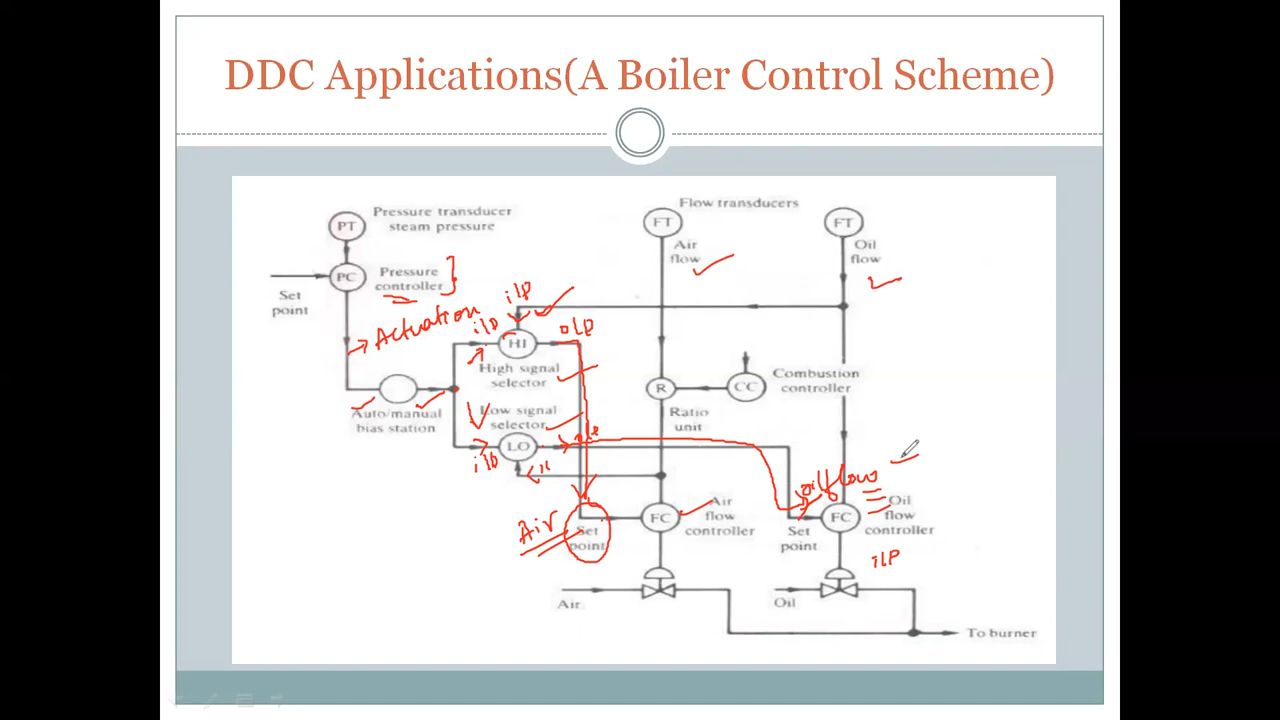 DDC Applications(A Boiler Control Scheme)
PT
Pressure transducer
steam pressure
Flow transducers
FT
Air
flow
FT
Oil
flow
Set
point
PC
Pressure
controller
Actuation
i/p
i/p
HI
o/p
High signal
selector
Auto/manual
bias station
Low signal
selector
LO
i/p
R
Ratio
unit
CC
Combustion
controller
oil flow
Air
Set
point
FC
Air
flow
controller
Set
point
FC
Oil
flow
controller
i/p
Air
Oil
To burner